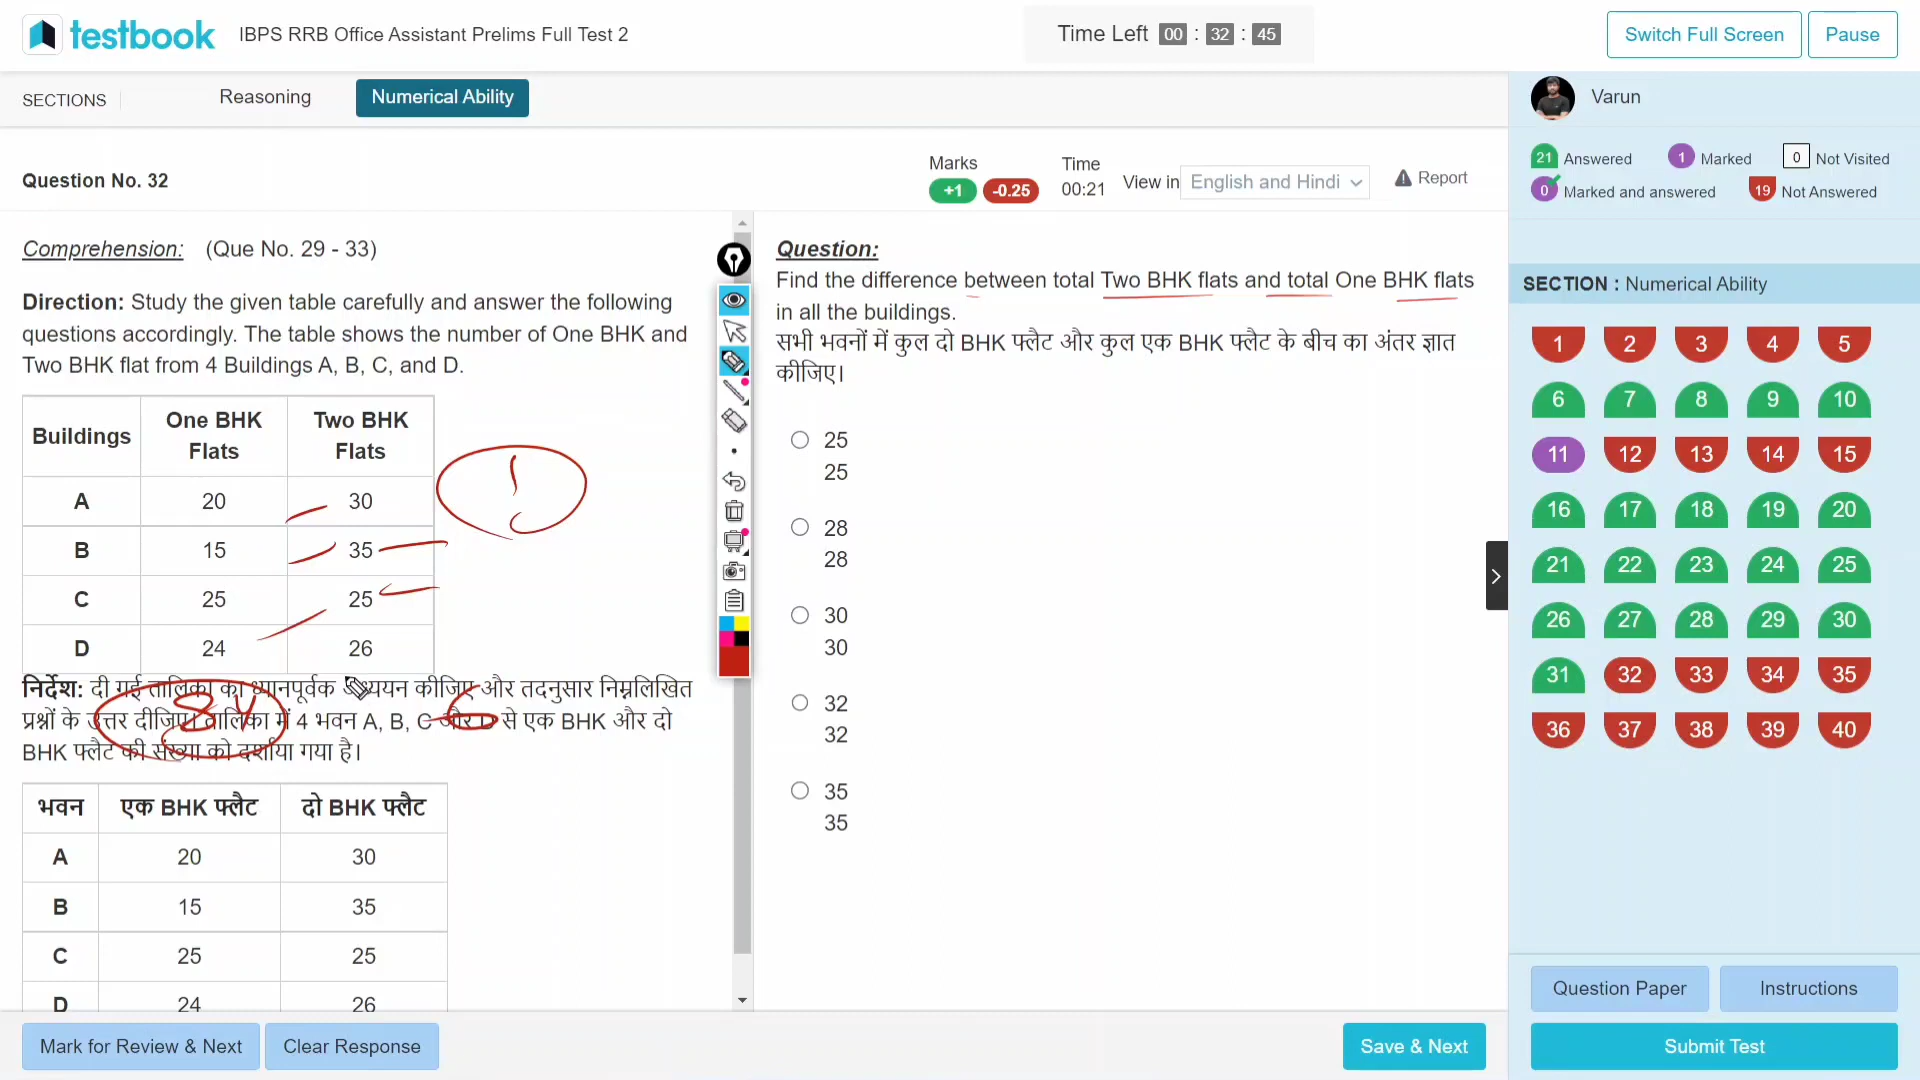 testbook
IBPS RRB Office Assistant Prelims Full Test 2
Time Left 00 : 32 : 45
Switch Full Screen
Pause
SECTIONS
Reasoning
Numerical Ability
Varun
21 Answered
1 Marked
0 Not Visited
0 Marked and answered
19 Not Answered
Question No. 32
Marks
+1 -0.25
Time
00:21
View in English and Hindi
Report
Comprehension: (Que No. 29 - 33)
Direction: Study the given table carefully and answer the following
questions accordingly. The table shows the number of One BHK and
Two BHK flat from 4 Buildings A, B, C, and D.
Buildings One BHK Flats Two BHK Flats
A 20 30
B 15 35
C 25 25
D 24 26
84
निर्देश: दी गई तालिका का ध्यानपूर्वक अध्ययन कीजिए और तदनुसार निम्नलिखित
प्रश्नों के उत्तर दीजिए। तालिका में 4 भवन A, B, C और D से एक BHK और दो
BHK फ्लैट की संख्या को दर्शाया गया है।
भवन एक BHK फ्लैट दो BHK फ्लैट
A 20 30
B 15 35
C 25 25
D 24 26
Question:
Find the difference between total Two BHK flats and total One BHK flats
in all the buildings.
सभी भवनों में कुल दो BHK फ्लैट और कुल एक BHK फ्लैट के बीच का अंतर ज्ञात
कीजिए।
25
25
28
28
30
30
32
32
35
35
SECTION : Numerical Ability
1 2 3 4 5
6 7 8 9 10
11 12 13 14 15
16 17 18 19 20
21 22 23 24 25
26 27 28 29 30
31 32 33 34 35
36 37 38 39 40
Question Paper
Instructions
Mark for Review & Next
Clear Response
Save & Next
Submit Test